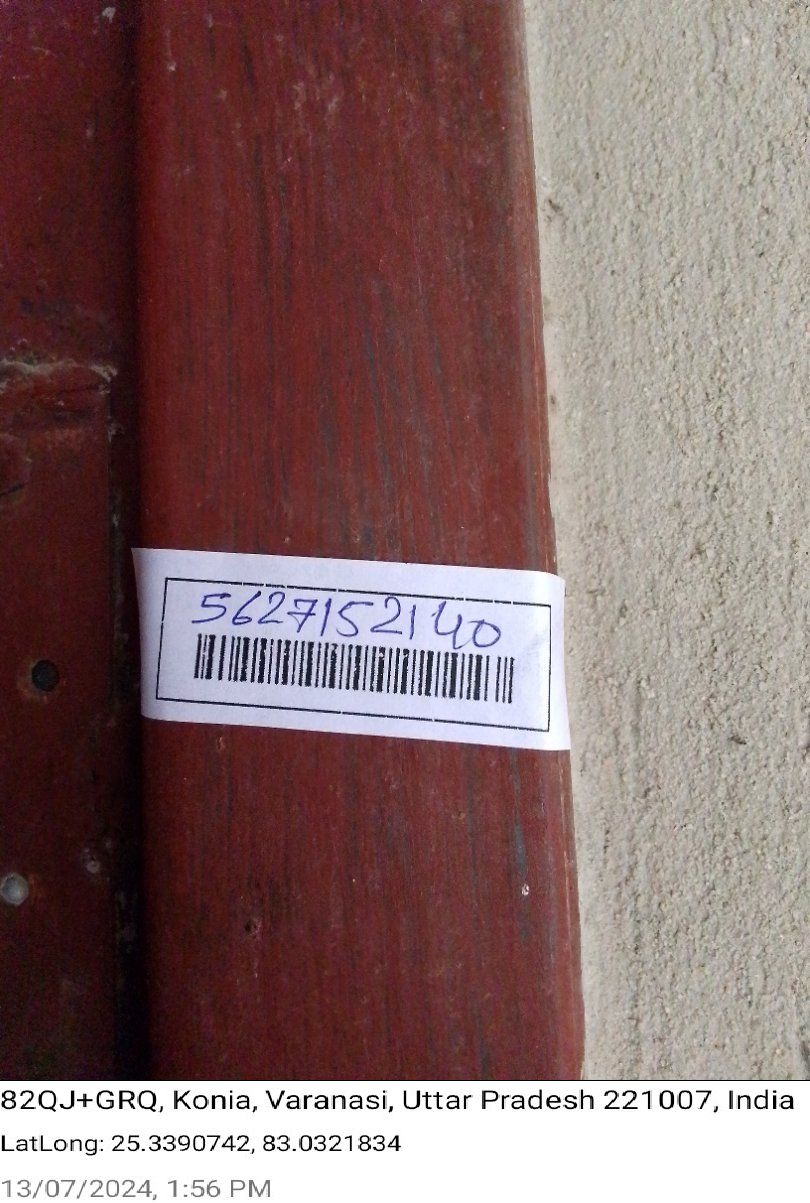 5627152140
82QJ+GRQ, Konia, Varanasi, Uttar Pradesh 221007, India
LatLong: 25.3390742, 83.0321834
13/07/2024, 1:56 PM